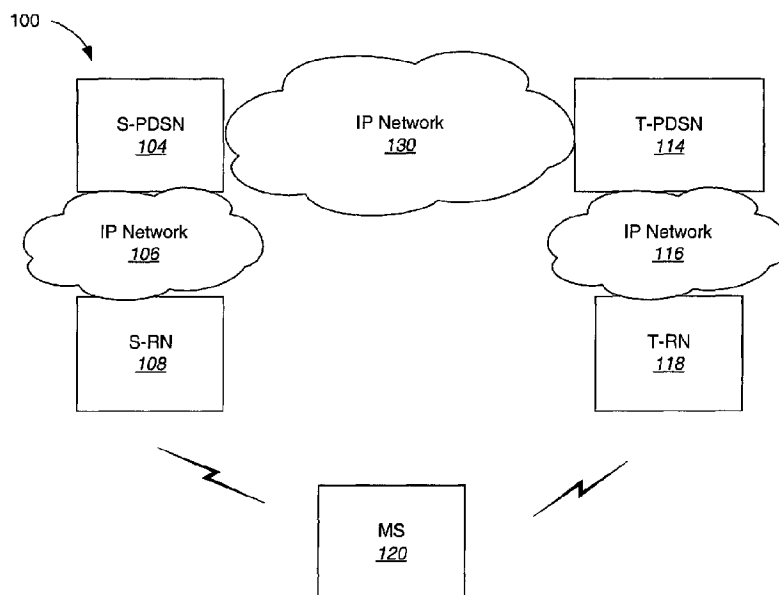 100
S-PDSN
104
IP Network
130
T-PDSN
114
IP Network
106
IP Network
116
S-RN
108
T-RN
118
MS
120